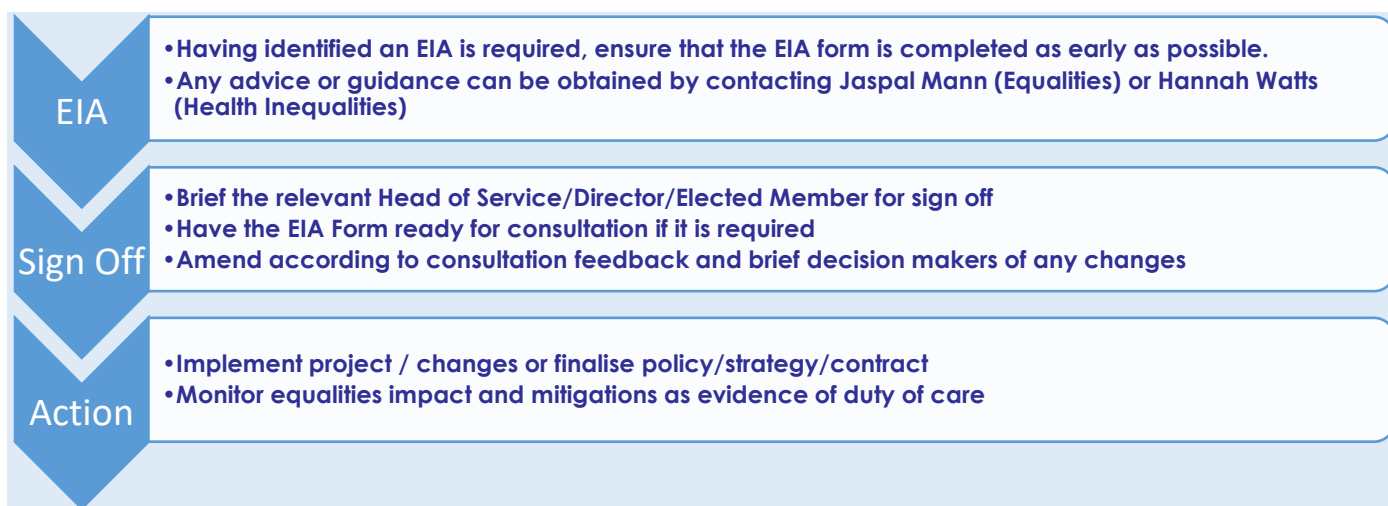 EIA
•Having identified an EIA is required, ensure that the EIA form is completed as early as possible.
•Any advice or guidance can be obtained by contacting Jaspal Mann (Equalities) or Hannah Watts
(Health Inequalities)
Sign Off
•Brief the relevant Head of Service/Director/Elected Member for sign off
•Have the EIA Form ready for consultation if it is required
•Amend according to consultation feedback and brief decision makers of any changes
Action
•Implement project / changes or finalise policy/strategy/contract
•Monitor equalities impact and mitigations as evidence of duty of care